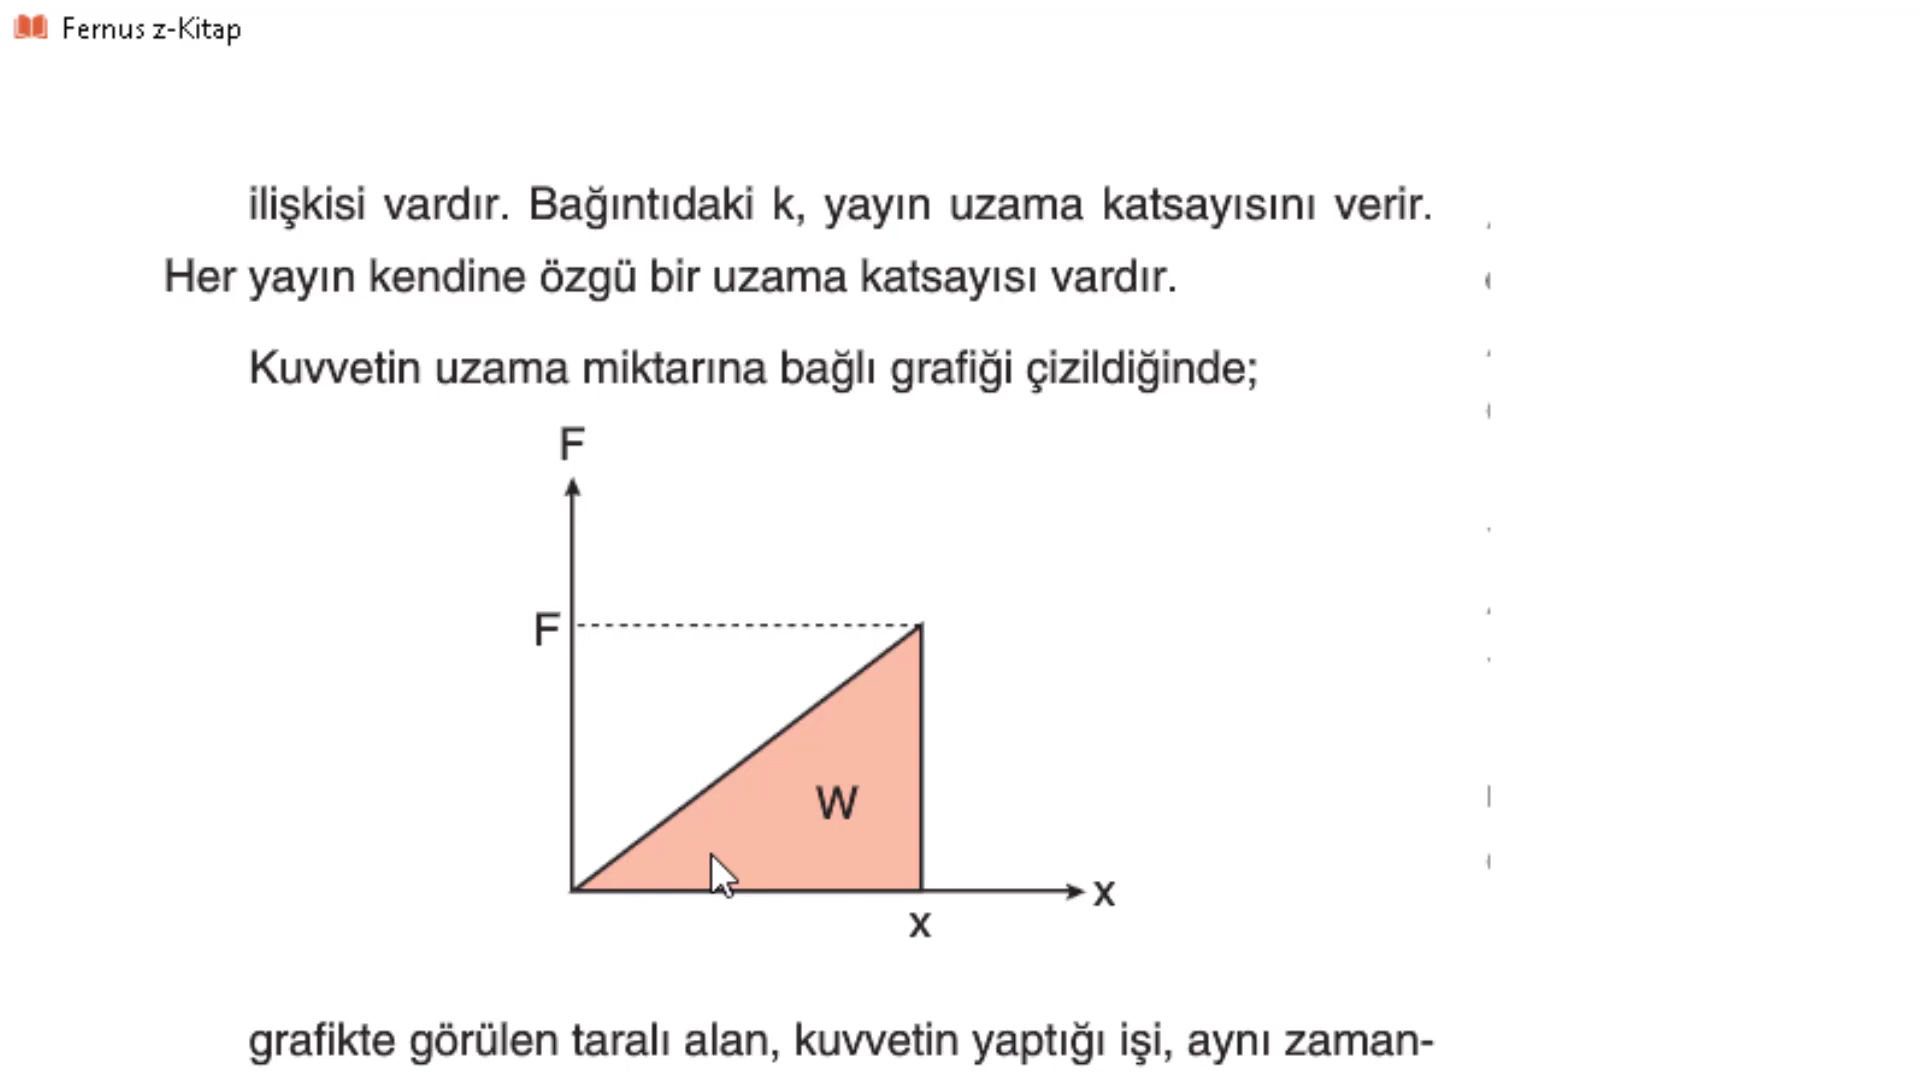 Fernus z-Kitap
ilişkisi vardır. Bağıntıdaki k, yayın uzama katsayısını verir.
Her yayın kendine özgü bir uzama katsayısı vardır.
Kuvvetin uzama miktarına bağlı grafiği çizildiğinde;
F
F
W
x
x
grafikte görülen taralı alan, kuvvetin yaptığı işi, aynı zaman-